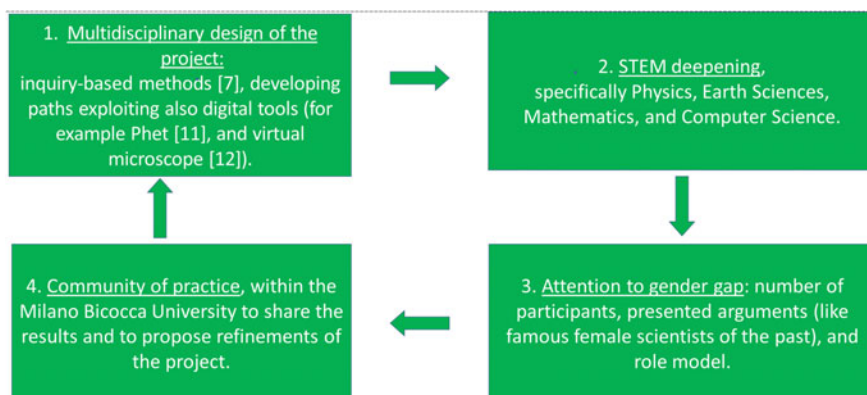 1. Multidisciplinary design of the
project:
inquiry-based methods [7], developing
paths exploiting also digital tools (for
example Phet [11], and virtual
microscope [12]).
2. STEM deepening,
specifically Physics, Earth Sciences,
Mathematics, and Computer Science.
3. Attention to gender gap: number of
participants, presented arguments (like
famous female scientists of the past), and
role model.
4. Community of practice, within the
Milano Bicocca University to share the
results and to propose refinements of
the project.